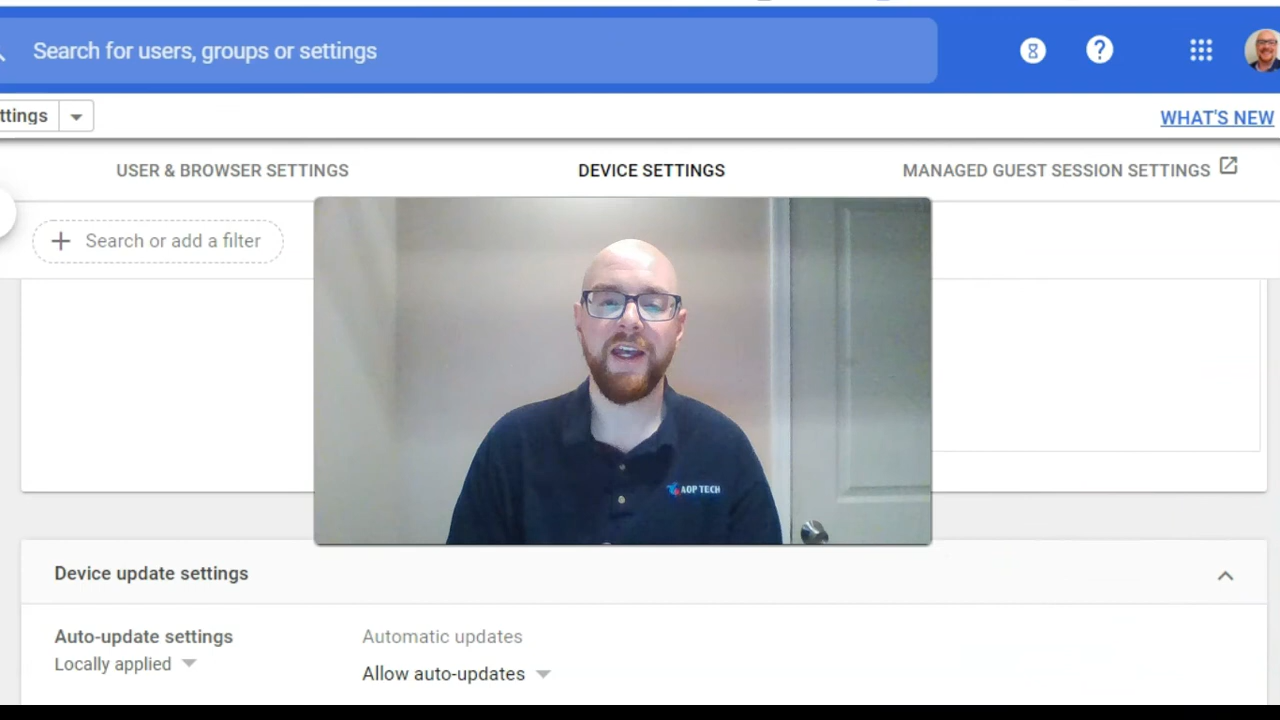 Search for users, groups or settings
ttings
WHAT'S NEW
USER & BROWSER SETTINGS
DEVICE SETTINGS
MANAGED GUEST SESSION SETTINGS
Search or add a filter
AOP TECH
Device update settings
Auto-update settings
Automatic updates
Locally applied
Allow auto-updates